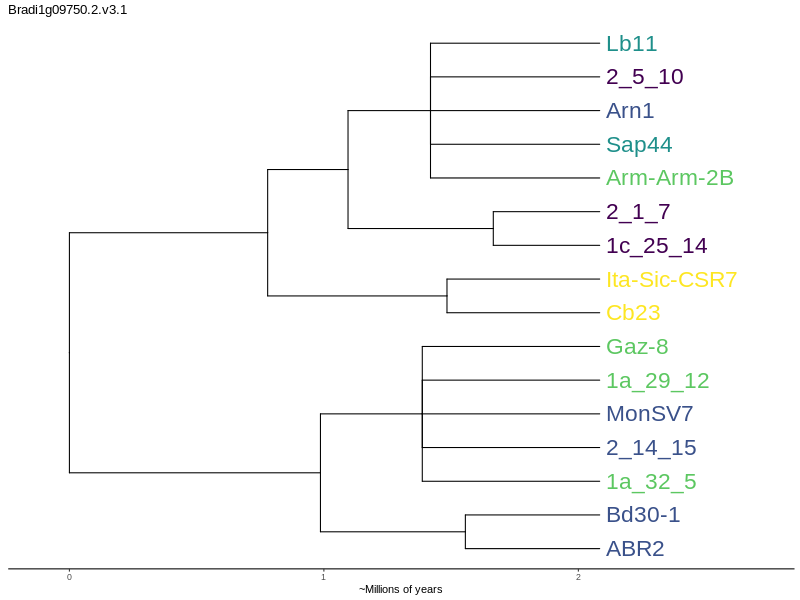 Bradi1g09750.2.v3.1
Lb11
2_5_10
Arn1
Sap44
Arm-Arm-2B
2_1_7
1c_25_14
Ita-Sic-CSR7
Cb23
Gaz-8
1a_29_12
MonSV7
2_14_15
1a_32_5
Bd30-1
ABR2
0 1 2
~Millions of years